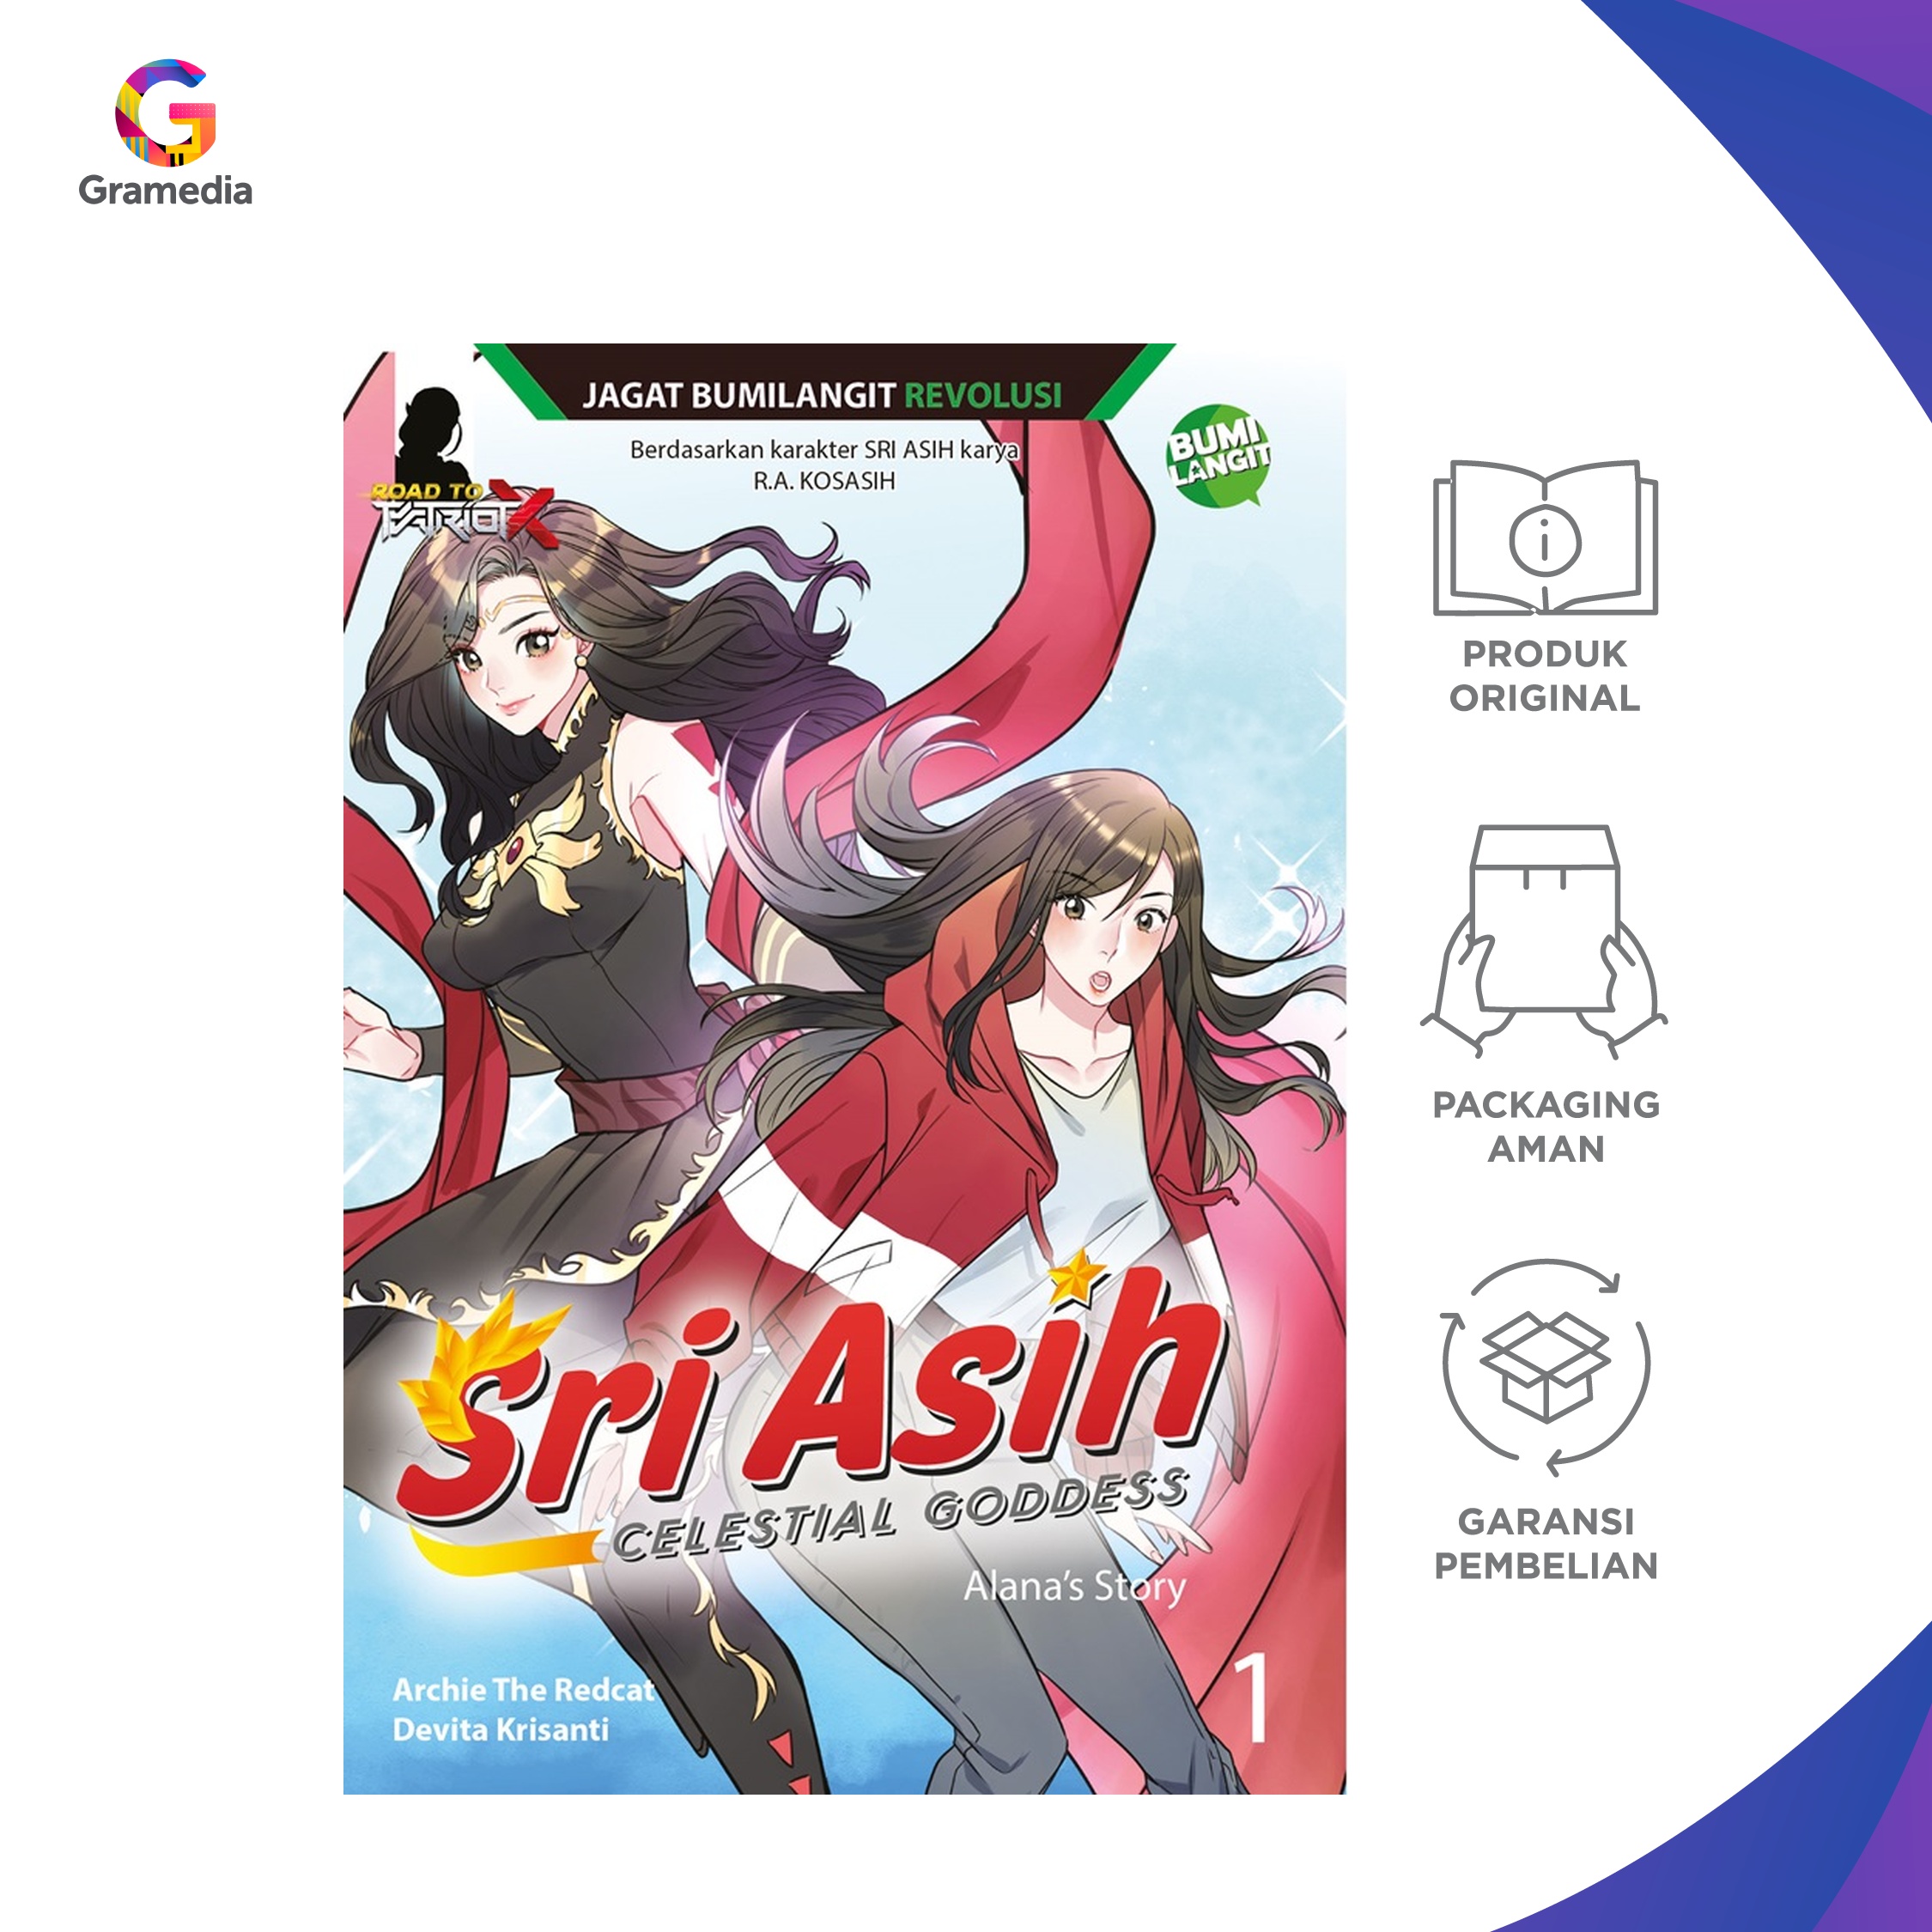 Gramedia
JAGAT BUMILANGIT REVOLUSI
Berdasarkan karakter SRI ASIH karya
R.A. KOSASIH
BUMI
LANGIT
ROAD TO
PATRIOT X
Sri Asih
CELESTIAL GODDESS
Alana's Story
1
Archie The Redcat
Devita Krisanti
PRODUK
ORIGINAL
PACKAGING
AMAN
GARANSI
PEMBELIAN